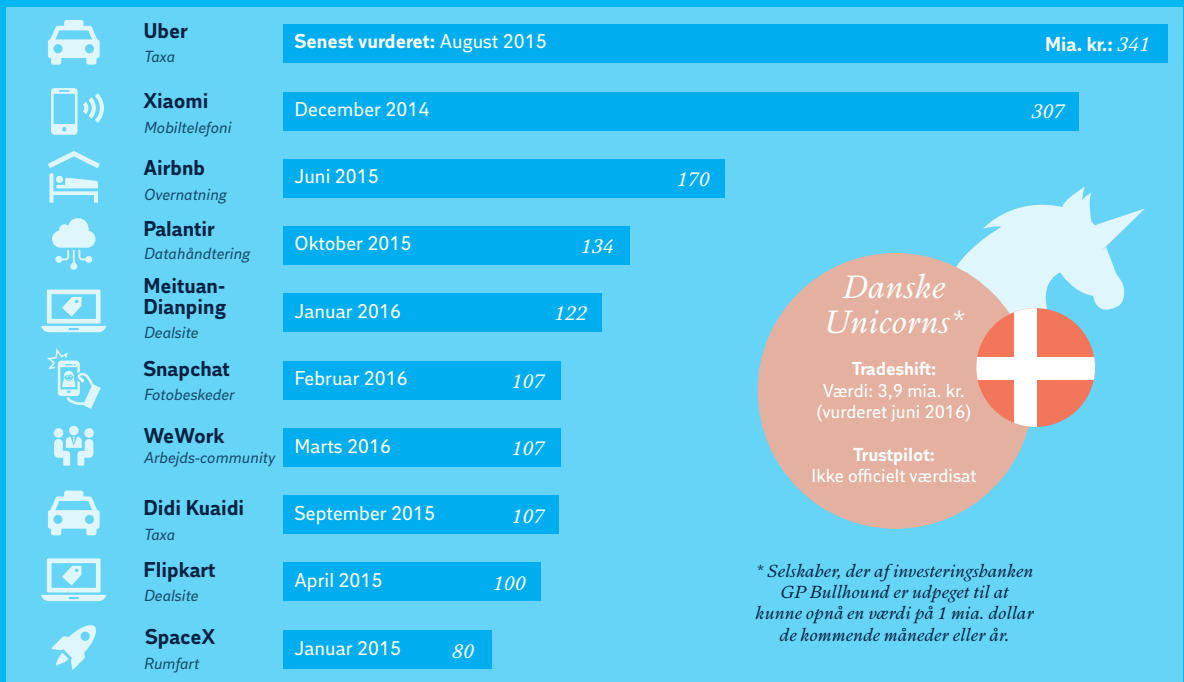 Uber
Taxa
Senest vurderet: August 2015
Mia. kr.: 341
Xiaomi
Mobiltelefoni
December 2014
307
Airbnb
Overnatning
Juni 2015
170
Palantir
Datahåndtering
Oktober 2015
134
Meituan-
Dianping
Dealsite
Januar 2016
122
Snapchat
Fotobeskeder
Februar 2016
107
WeWork
Arbejds-community
Marts 2016
107
Didi Kuaidi
Taxa
September 2015
107
Flipkart
Dealsite
April 2015
100
SpaceX
Rumfart
Januar 2015
80
Danske
Unicorns*
Tradeshift:
Værdi: 3,9 mia. kr.
(vurderet juni 2016)
Trustpilot:
Ikke officielt værdisat
* Selskaber, der af investeringsbanken
GP Bullhound er udpeget til at
kunne opnå en værdi på 1 mia. dollar
de kommende måneder eller år.